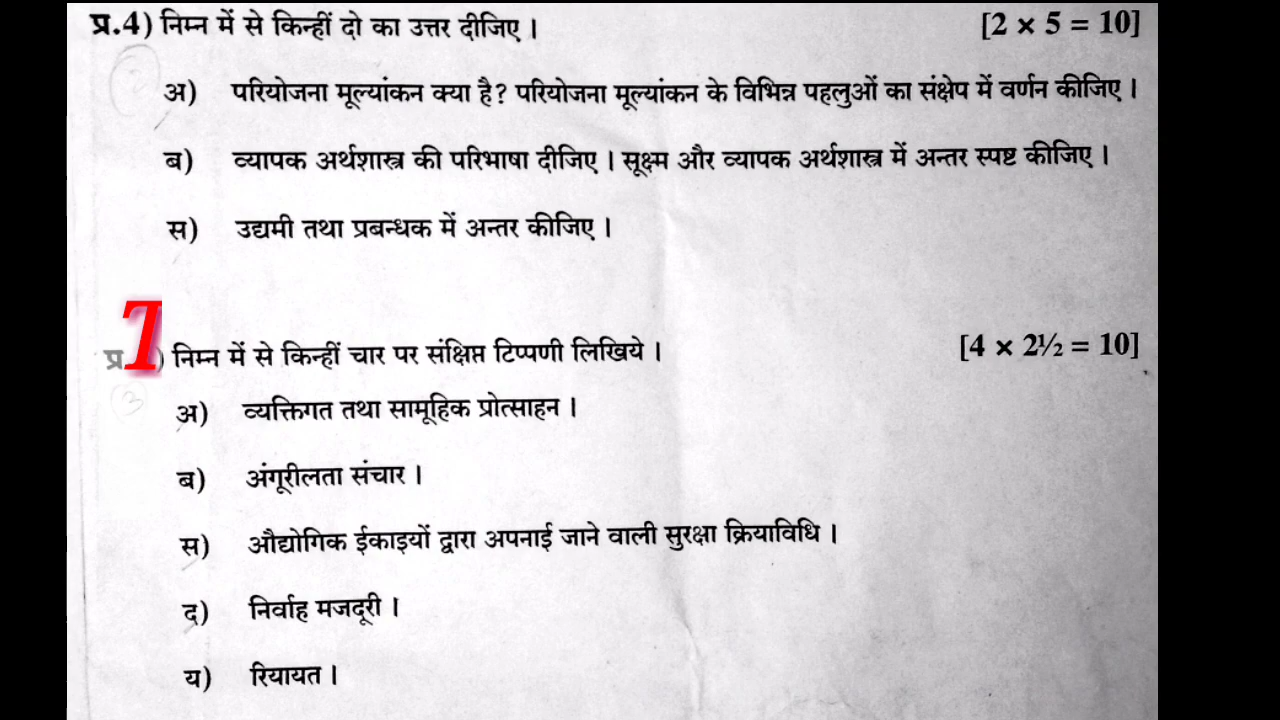 प्र.4) निम्न में से किन्हीं दो का उत्तर दीजिए । [2 × 5 = 10]
अ) परियोजना मूल्यांकन क्या है? परियोजना मूल्यांकन के विभिन्न पहलुओं का संक्षेप में वर्णन कीजिए ।
ब) व्यापक अर्थशास्त्र की परिभाषा दीजिए । सूक्ष्म और व्यापक अर्थशास्त्र में अन्तर स्पष्ट कीजिए ।
स) उद्यमी तथा प्रबन्धक में अन्तर कीजिए ।
प्र ) निम्न में से किन्हीं चार पर संक्षिप्त टिप्पणी लिखिये । [4 × 2½ = 10]
अ) व्यक्तिगत तथा सामूहिक प्रोत्साहन ।
ब) अंगूरीलता संचार ।
स) औद्योगिक ईकाइयों द्वारा अपनाई जाने वाली सुरक्षा क्रियाविधि ।
द) निर्वाह मजदूरी ।
य) रियायत ।